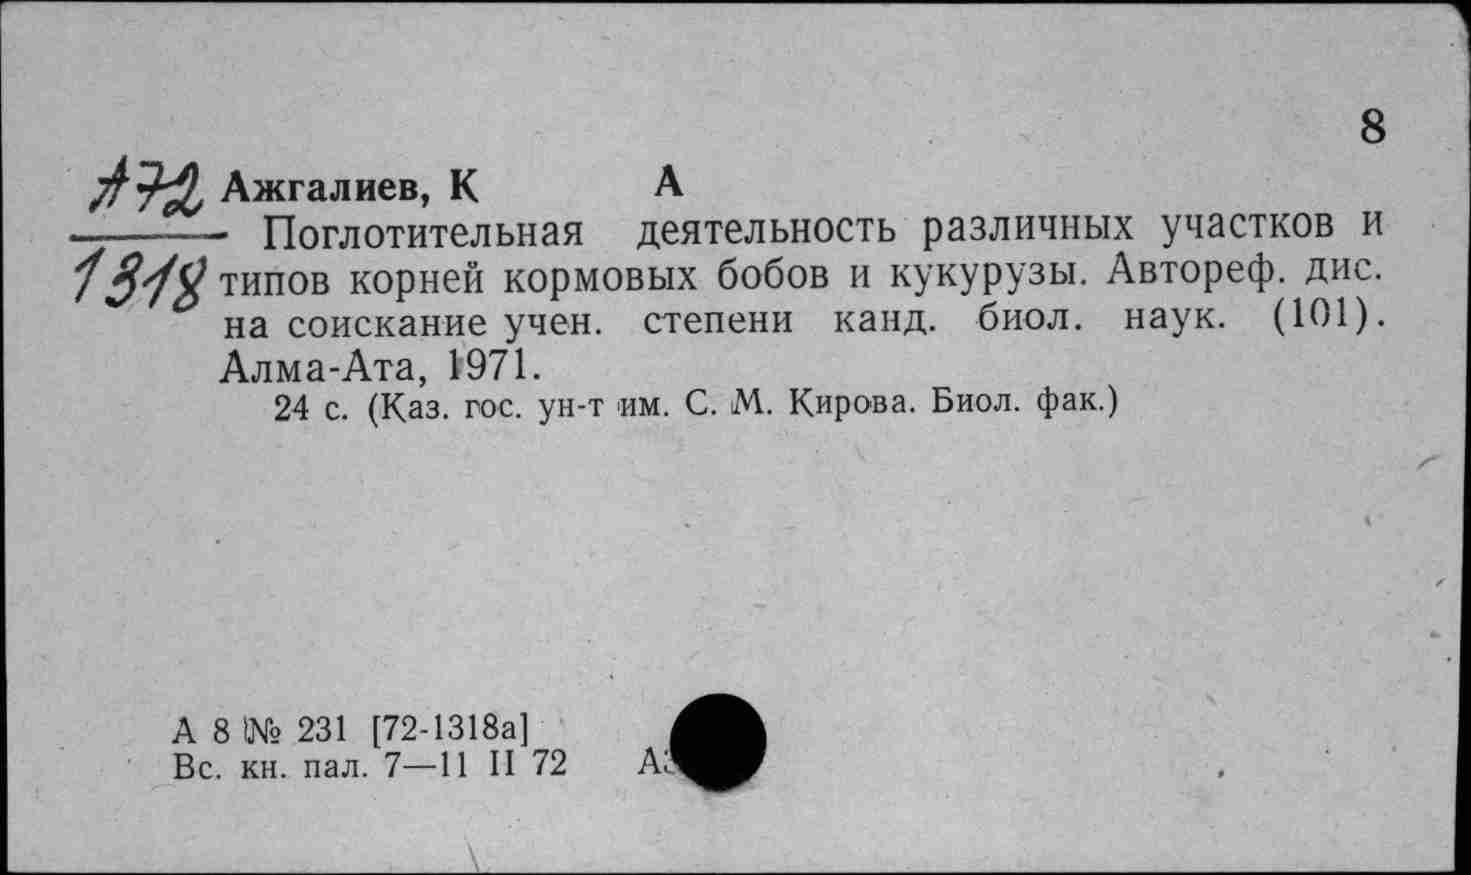 8
А72 Ажгалиев, К А
Поглотительная деятельность различных участков и
1318 типов корней кормовых бобов и кукурузы. Автореф. дис.
на соискание учен. степени канд. биол. наук. (101).
Алма-Ата, 1971.
24 с. (Каз. гос. ун-т им. С. М. Кирова. Биол. фак.)
А 8 № 231 [72-1318а]
Вс. кн. пал. 7—11 II 72